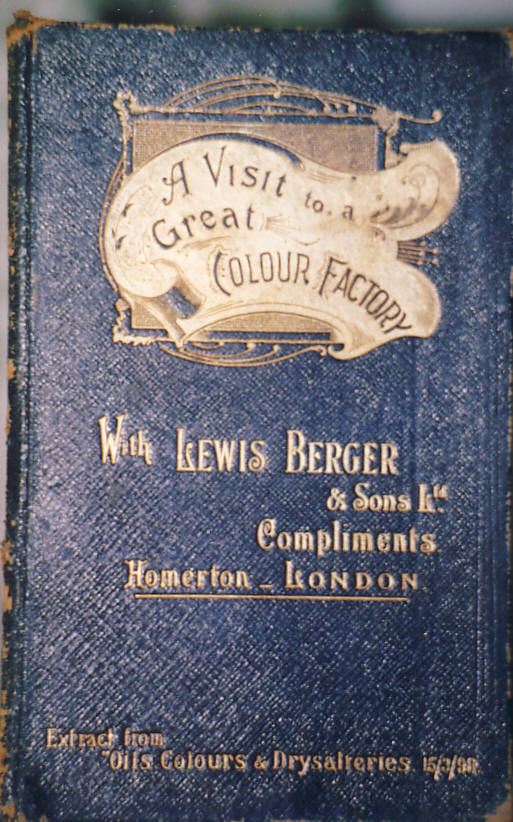 A VISIT to. a
Great
COLOUR FACTORY
With LEWIS BERGER
& Sons Ltd
Compliments
Homerton - LONDON.
Extract from
"Oils Colours & Drysalteries. 15/3/98.